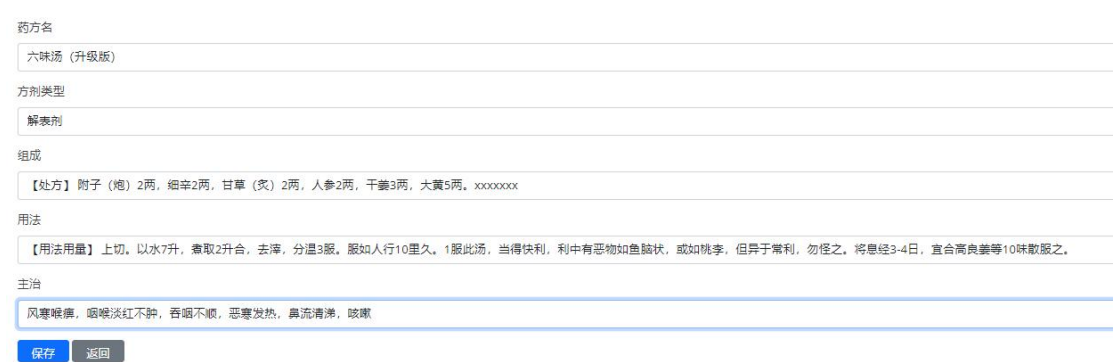 药方名
六味汤（升级版）
方剂类型
解表剂
组成
【处方】 附子（炮）2两，细辛2两，甘草（炙）2两，人参2两，干姜3两，大黄5两。xxxxxxx
用法
【用法用量】 上切。以水7升，煮取2升合，去滓，分温3服。服如人行10里久。1服此汤，当得快利，利中有恶物如鱼脑状，或如桃李，但异于常利，勿怪之。将息经3-4日，宜合高良姜等10味散服之。
主治
风寒喉痹，咽喉淡红不肿，吞咽不顺，恶寒发热，鼻流清涕，咳嗽
保存 返回